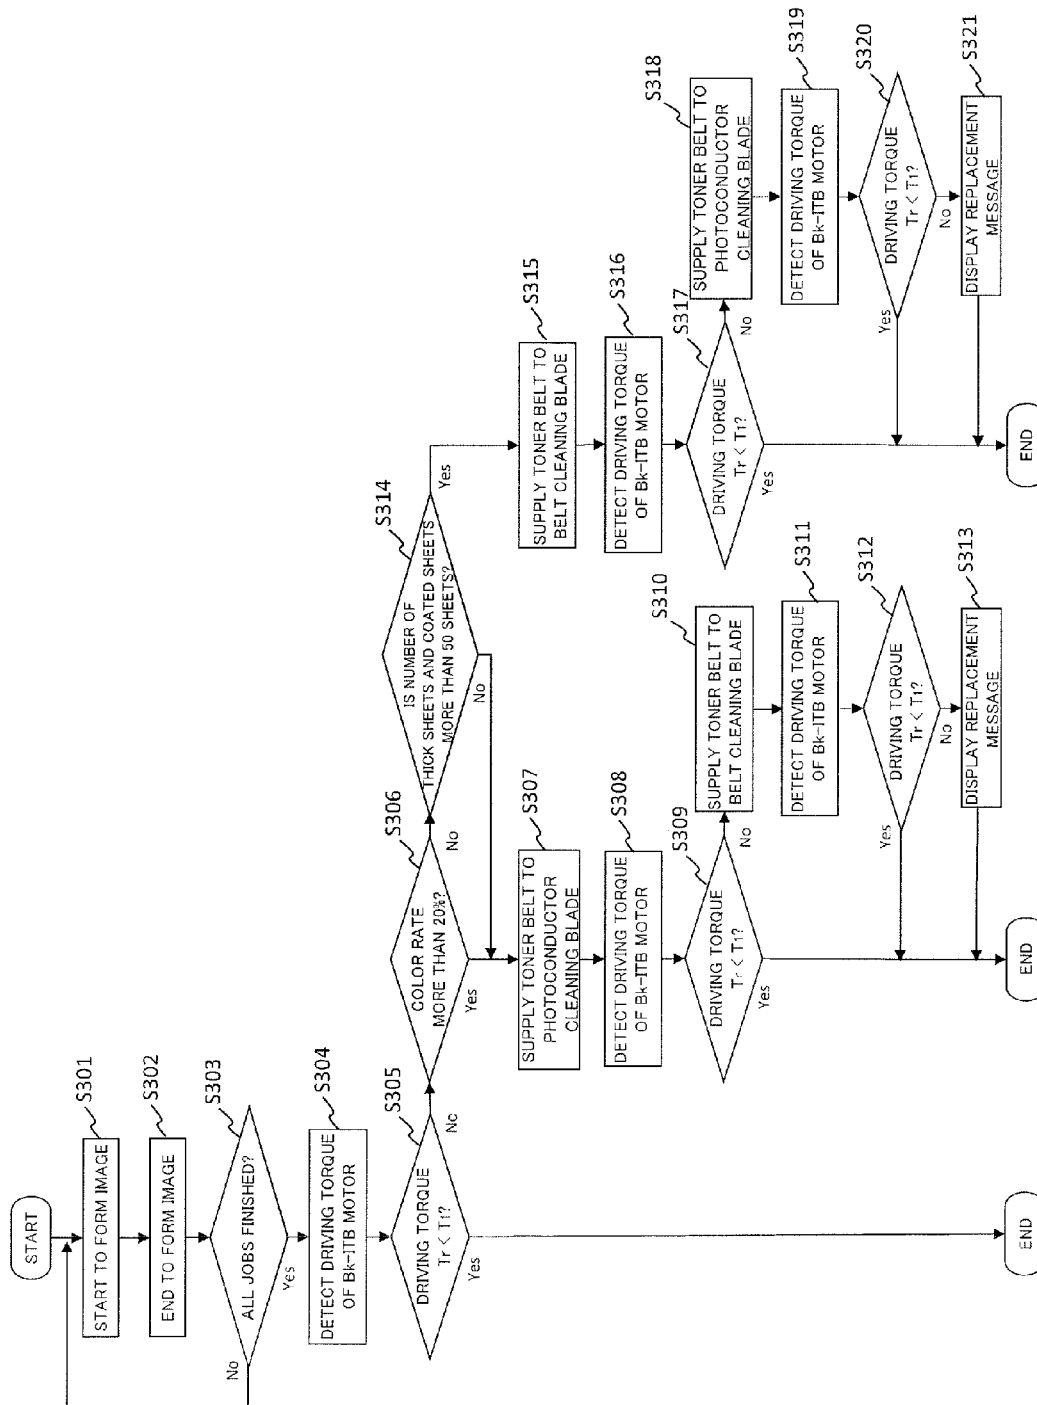 START
START TO FORM IMAGE
S301
END TO FORM IMAGE
S302
ALL JOBS FINISHED?
S303
No
Yes
DETECT DRIVING TORQUE
OF Bk-ITB MOTOR
S304
DRIVING TORQUE
Tr < T1?
S305
No
Yes
END
COLOR RATE
MORE THAN 20%?
S306
No
Yes
SUPPLY TONER BELT TO
PHOTOCONDUCTOR
CLEANING BLADE
S307
DETECT DRIVING TORQUE
OF Bk-ITB MOTOR
S308
DRIVING TORQUE
Tr < T1?
S309
No
Yes
SUPPLY TONER BELT TO
BELT CLEANING BLADE
S310
DETECT DRIVING TORQUE
OF Bk-ITB MOTOR
S311
DRIVING TORQUE
Tr < T1?
S312
Yes
No
DISPLAY REPLACEMENT
MESSAGE
S313
END
IS NUMBER OF
THICK SHEETS AND COATED SHEETS
MORE THAN 50 SHEETS?
S314
Yes
No
SUPPLY TONER BELT TO
BELT CLEANING BLADE
S315
DETECT DRIVING TORQUE
OF Bk-ITB MOTOR
S316
DRIVING TORQUE
Tr < T1?
S317
No
Yes
SUPPLY TONER BELT TO
PHOTOCONDUCTOR
CLEANING BLADE
S318
DETECT DRIVING TORQUE
OF Bk-ITB MOTOR
S319
DRIVING TORQUE
Tr < T1?
S320
Yes
No
DISPLAY REPLACEMENT
MESSAGE
S321
END